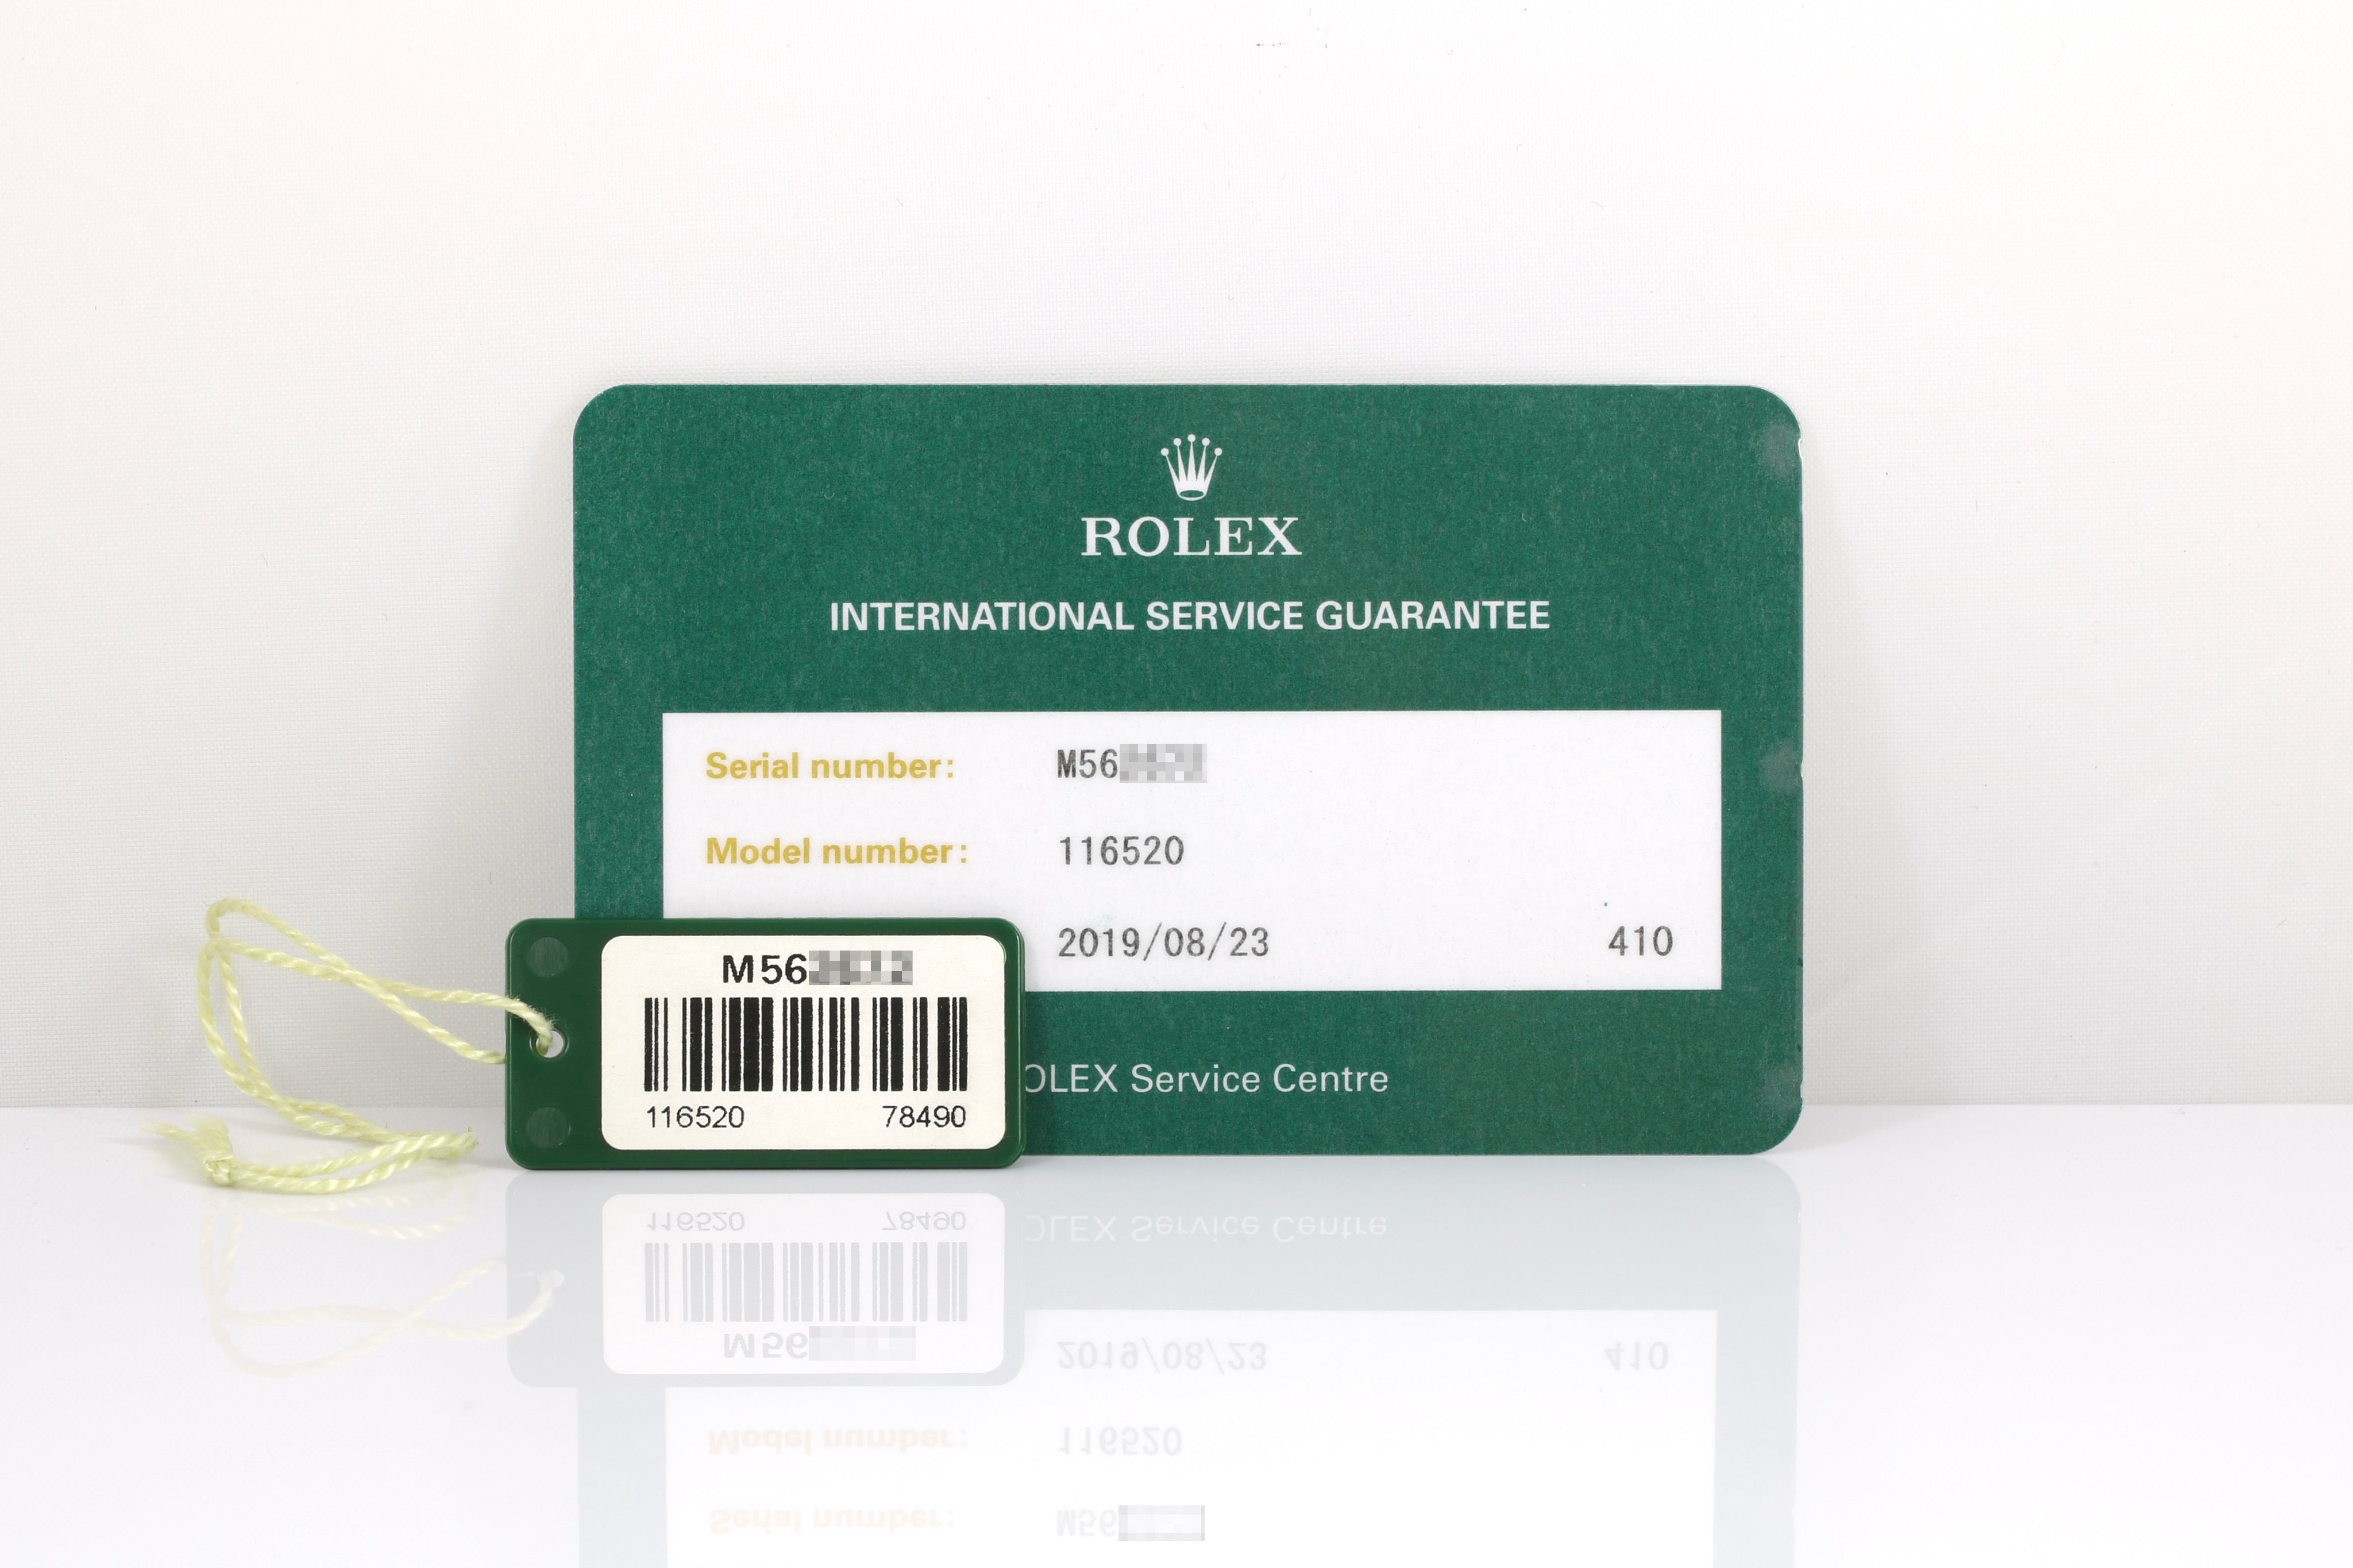 ROLEX
INTERNATIONAL SERVICE GUARANTEE
Serial number: M56
Model number: 116520
2019/08/23 410
OLEX Service Centre
M56
116520 78490